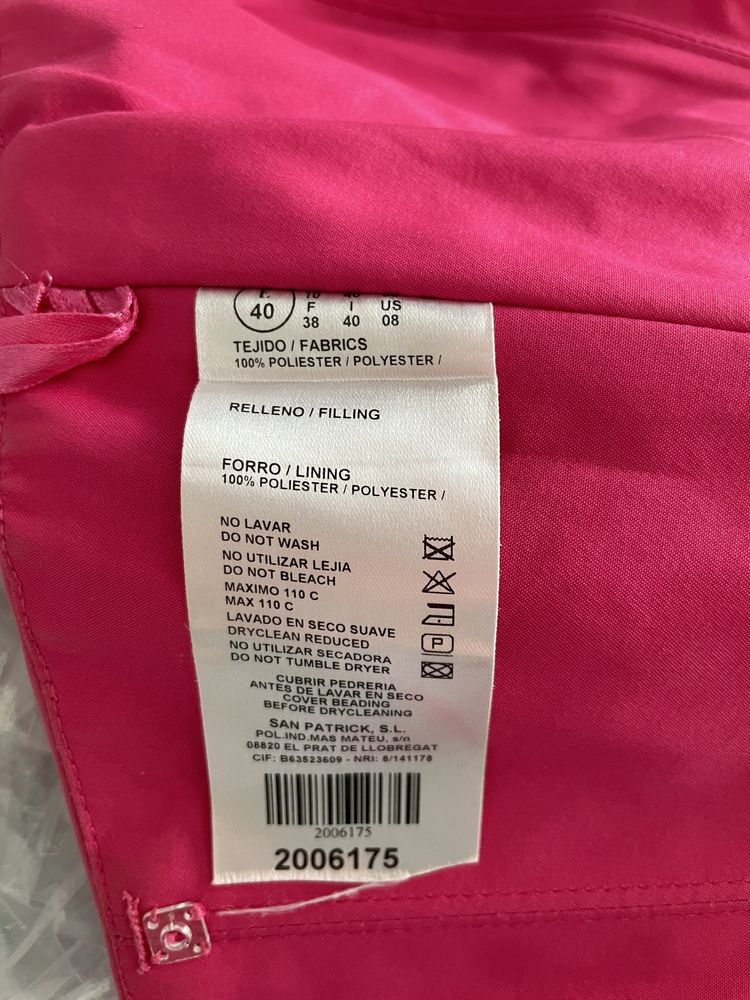 F I US
40 38 40 08
TEJIDO / FABRICS
100% POLIESTER / POLYESTER /
RELLENO / FILLING
FORRO / LINING
100% POLIESTER / POLYESTER /
NO LAVAR
DO NOT WASH
NO UTILIZAR LEJIA
DO NOT BLEACH
MAXIMO 110 C
MAX 110 C
LAVADO EN SECO SUAVE
DRYCLEAN REDUCED
P
NO UTILIZAR SECADORA
DO NOT TUMBLE DRYER
CUBRIR PEDRERIA
ANTES DE LAVAR EN SECO
COVER BEADING
BEFORE DRYCLEANING
SAN PATRICK, S.L.
POL.IND.MAS MATEU, s/n
08820 EL PRAT DE LLOBREGAT
CIF: B63523609 - NRI: 8/141178
2006175
2006175